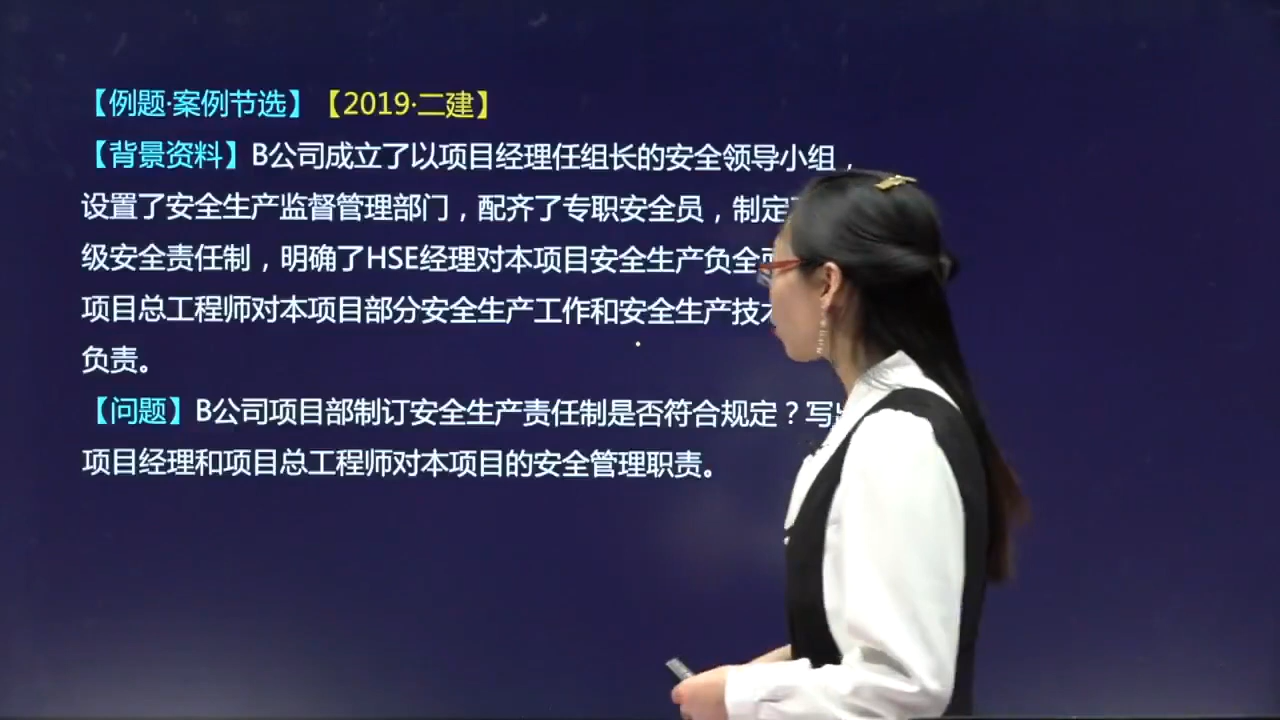 【例题·案例节选】【2019·二建】
【背景资料】B公司成立了以项目经理任组长的安全领导小组，
设置了安全生产监督管理部门，配齐了专职安全员，制定
级安全责任制，明确了HSE经理对本项目安全生产负全
项目总工程师对本项目部分安全生产工作和安全生产技
负责。
【问题】B公司项目部制订安全生产责任制是否符合规定？写
项目经理和项目总工程师对本项目的安全管理职责。